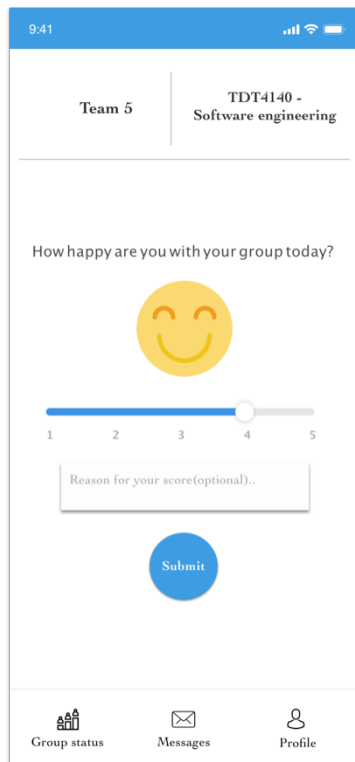 9:41
Team 5
TDT4140 -
Software engineering
How happy are you with your group today?
1 2 3 4 5
Reason for your score(optional)..
Submit
Group status
Messages
Profile